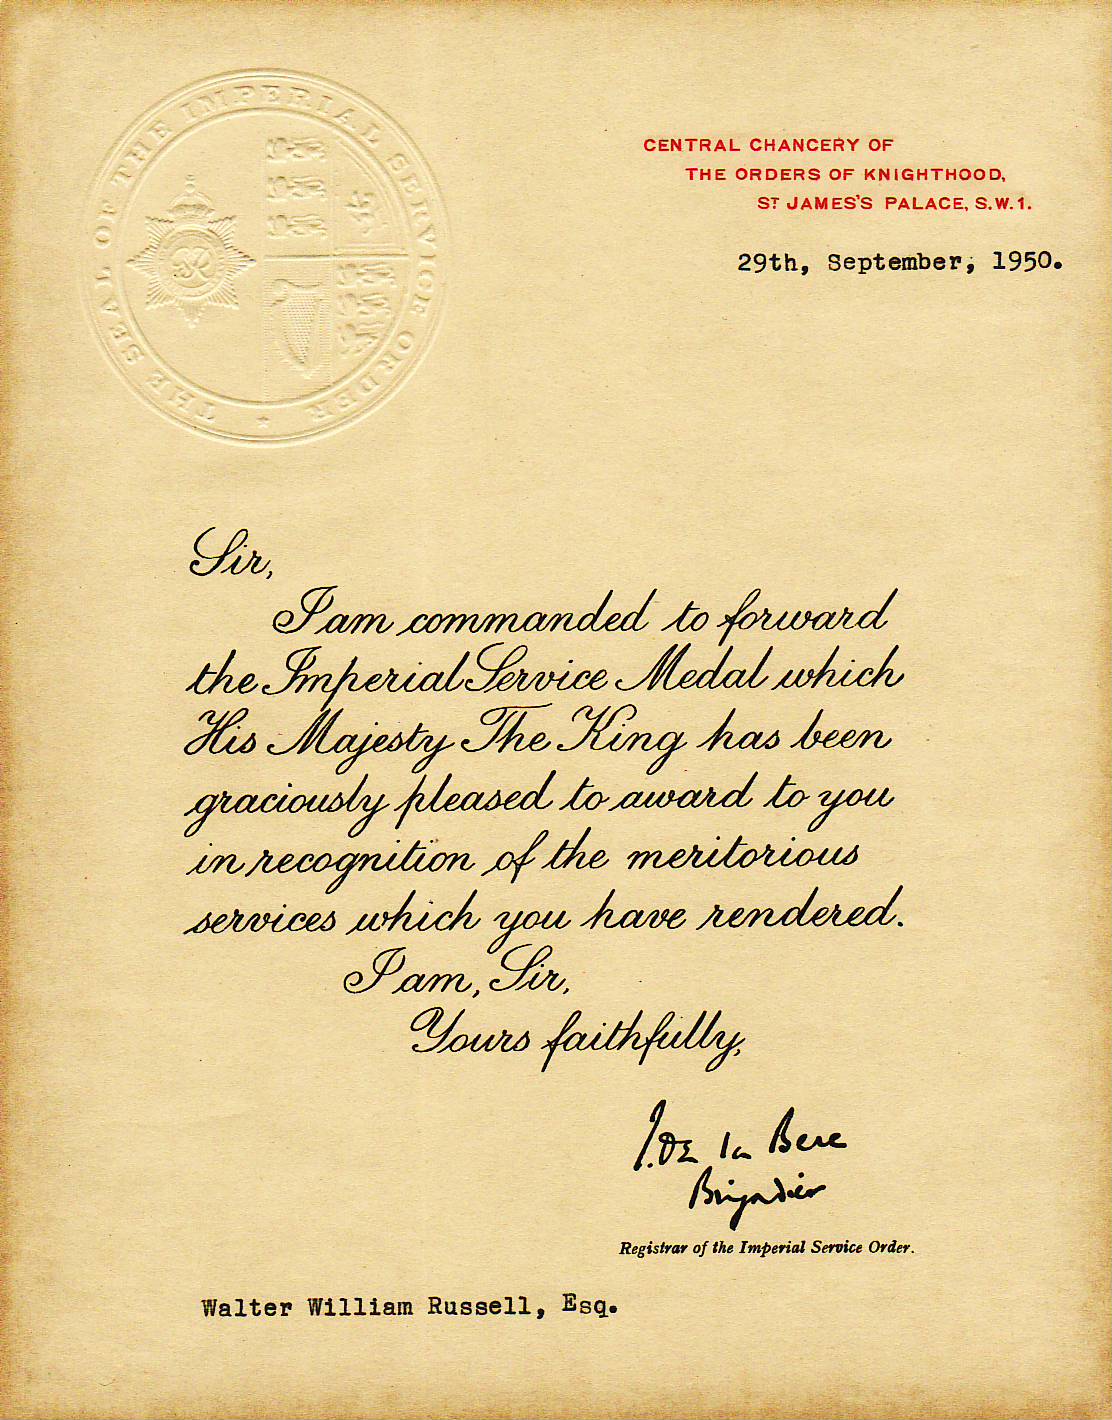 THE SEAL OF THE IMPERIAL SERVICE ORDER
CENTRAL CHANCERY OF
THE ORDERS OF KNIGHTHOOD,
ST JAMES'S PALACE, S.W.1.
29th, September, 1950.
Sir,
I am commanded to forward
the Imperial Service Medal which
His Majesty The King has been
graciously pleased to award to you
in recognition of the meritorious
services which you have rendered.
I am, Sir,
Yours faithfully,
I. De la Bere
Brigadier
Registrar of the Imperial Service Order.
Walter William Russell, Esq.